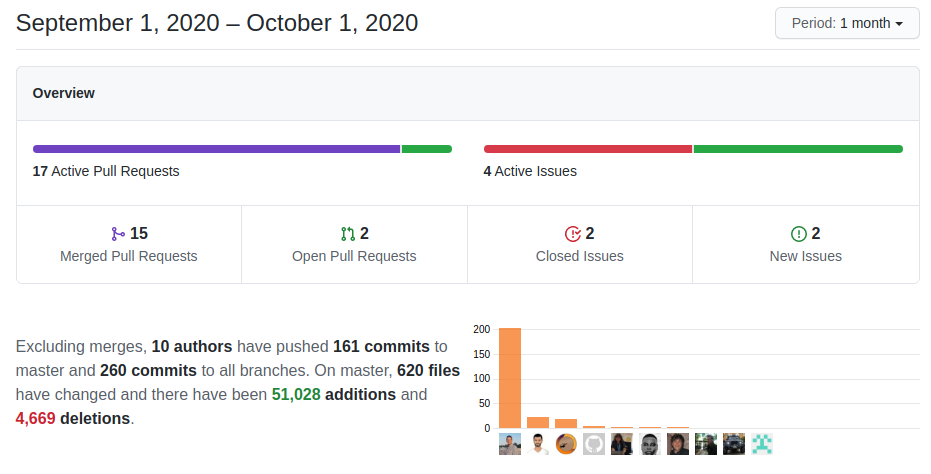 September 1, 2020 – October 1, 2020
Period: 1 month
Overview
17 Active Pull Requests
4 Active Issues
15
Merged Pull Requests
2
Open Pull Requests
2
Closed Issues
2
New Issues
Excluding merges, 10 authors have pushed 161 commits to
master and 260 commits to all branches. On master, 620 files
have changed and there have been 51,028 additions and
4,669 deletions.
200
150
100
50
0